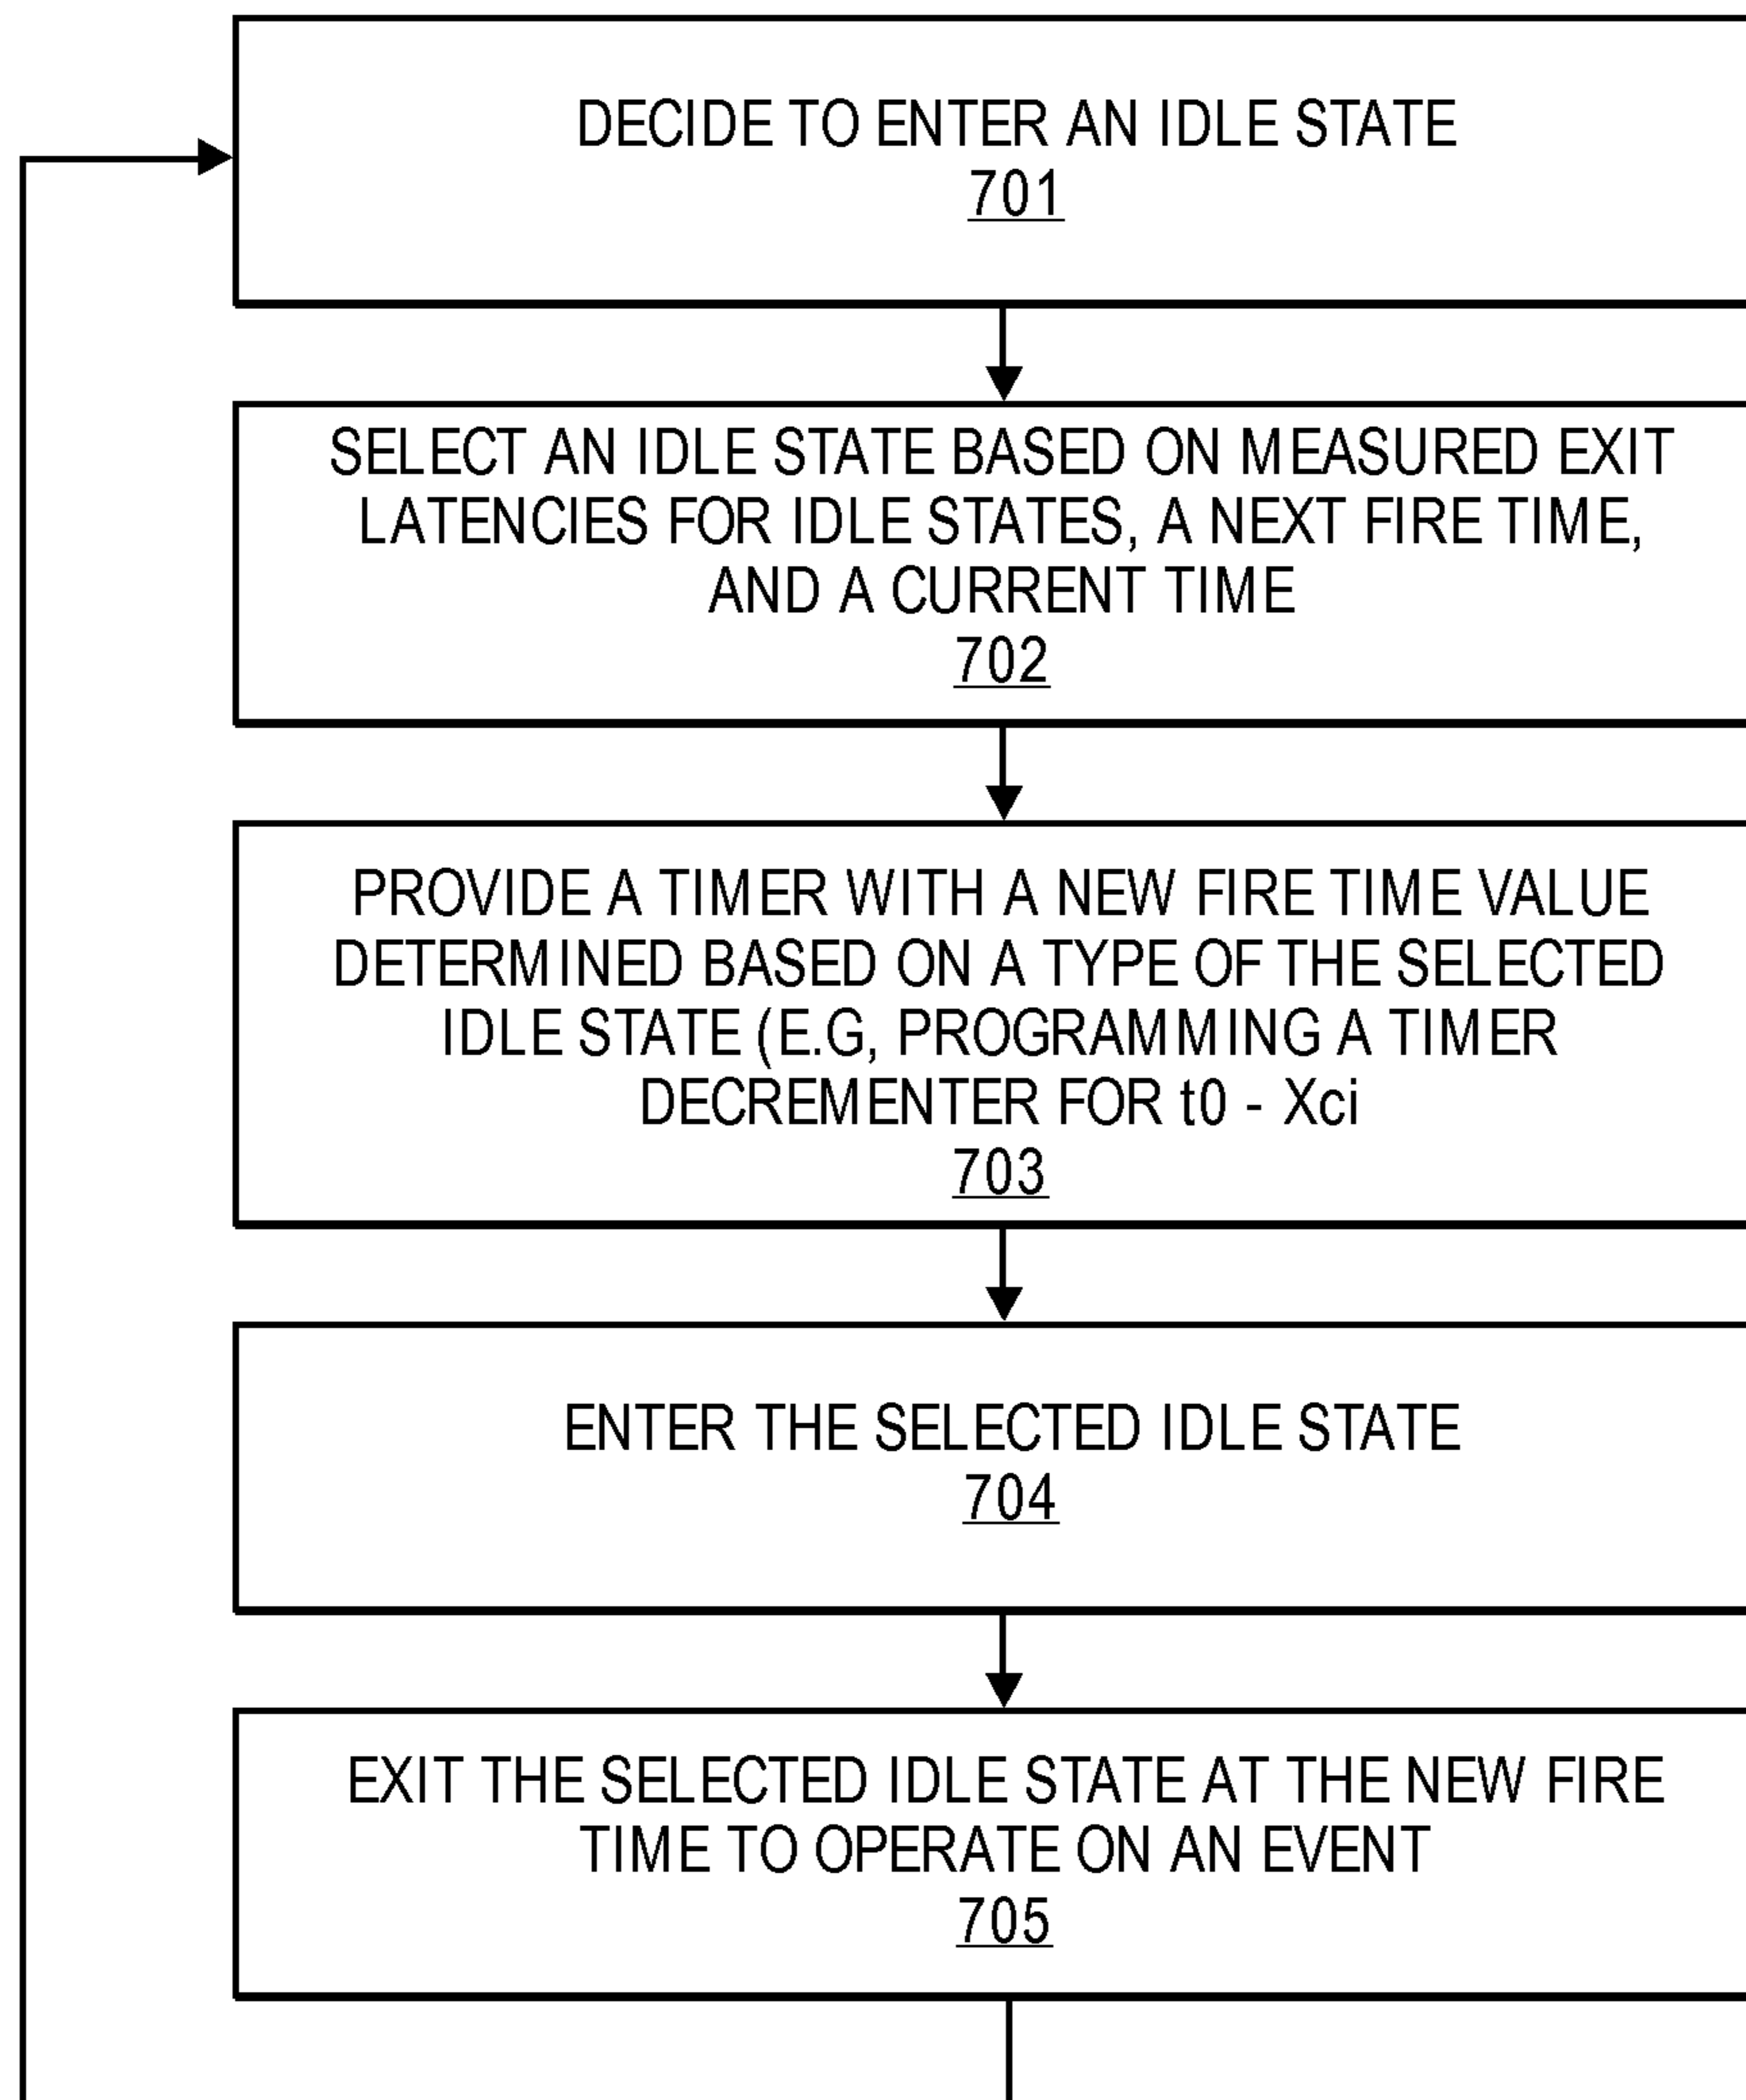 DECIDE TO ENTER AN IDLE STATE
701
SELECT AN IDLE STATE BASED ON MEASURED EXIT
LATENCIES FOR IDLE STATES, A NEXT FIRE TIME,
AND A CURRENT TIME
702
PROVIDE A TIMER WITH A NEW FIRE TIME VALUE
DETERMINED BASED ON A TYPE OF THE SELECTED
IDLE STATE (E.G, PROGRAMMING A TIMER
DECREMENTER FOR t0 - Xci
703
ENTER THE SELECTED IDLE STATE
704
EXIT THE SELECTED IDLE STATE AT THE NEW FIRE
TIME TO OPERATE ON AN EVENT
705